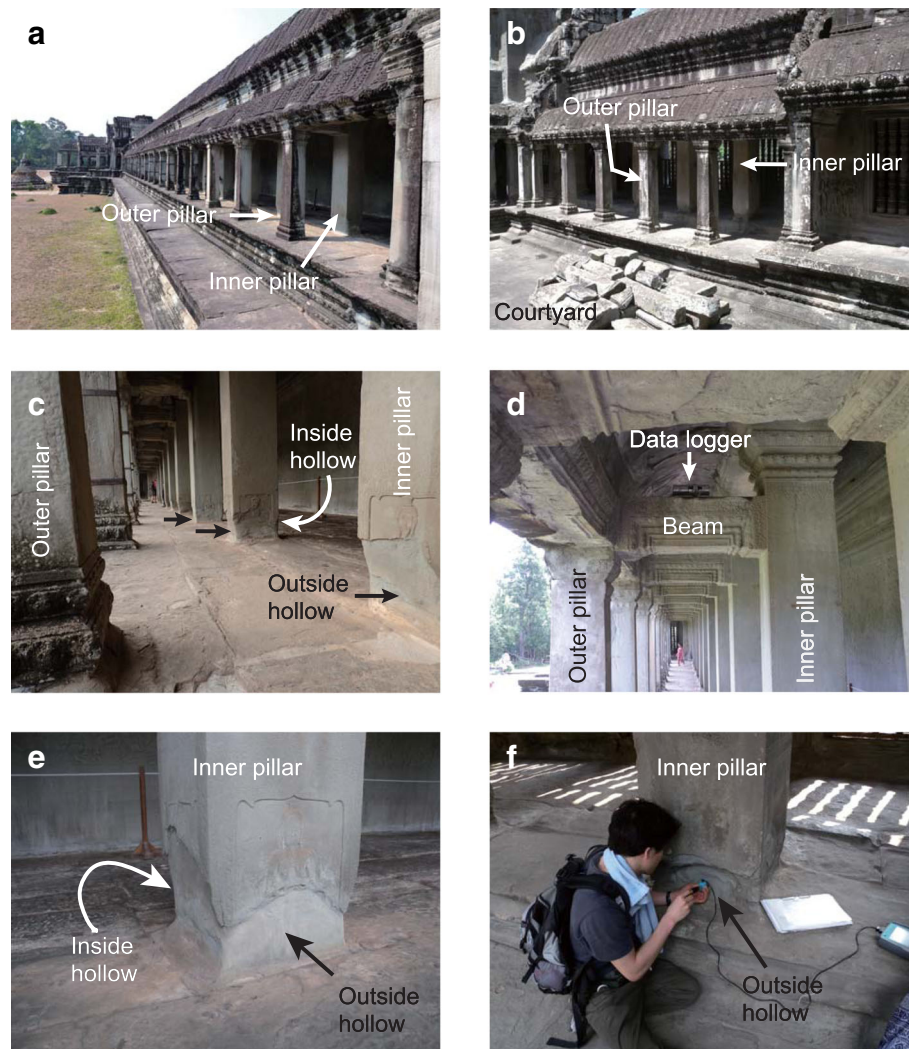 a
Outer pillar
Inner pillar
b
Outer pillar
Inner pillar
Courtyard
c
Outer pillar
Inside
hollow
Inner pillar
Outside
hollow
d
Data logger
Beam
Outer pillar
Inner pillar
e
Inner pillar
Inside
hollow
Outside
hollow
f
Inner pillar
Outside
hollow